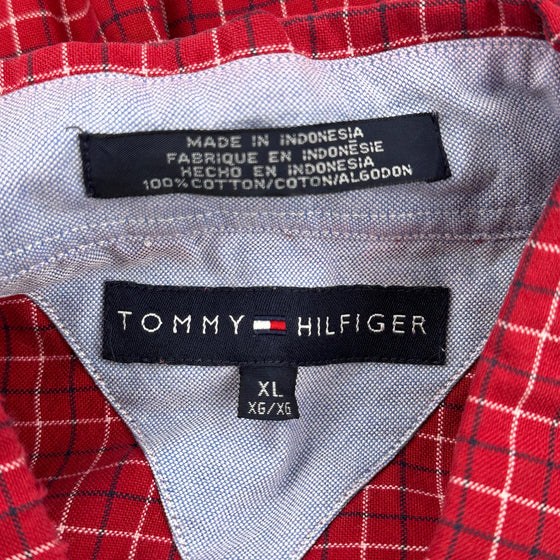 MADE IN INDONESIA
FABRIQUE EN INDONESIE
HECHO EN INDONESIA
100% COTTON/COTON/ALGODON
TOMMY HILFIGER
XL
XG/XG